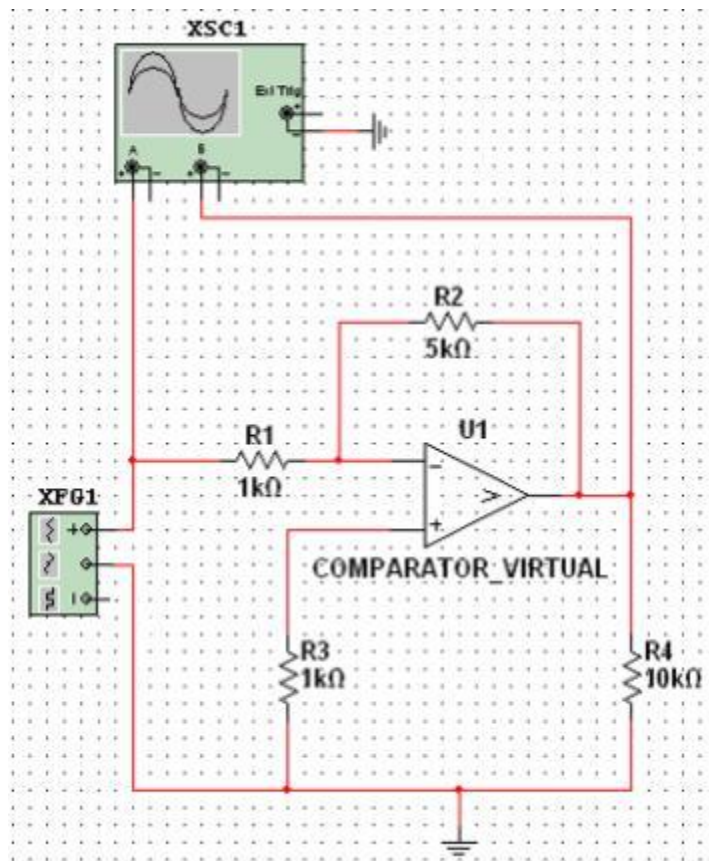 XSC1
Ext Trig
+
−
A
B
+ −
+ −
R2
5kΩ
U1
R1
1kΩ
−
+
>
XFG1
+
COMPARATOR_VIRTUAL
R3
1kΩ
R4
10kΩ